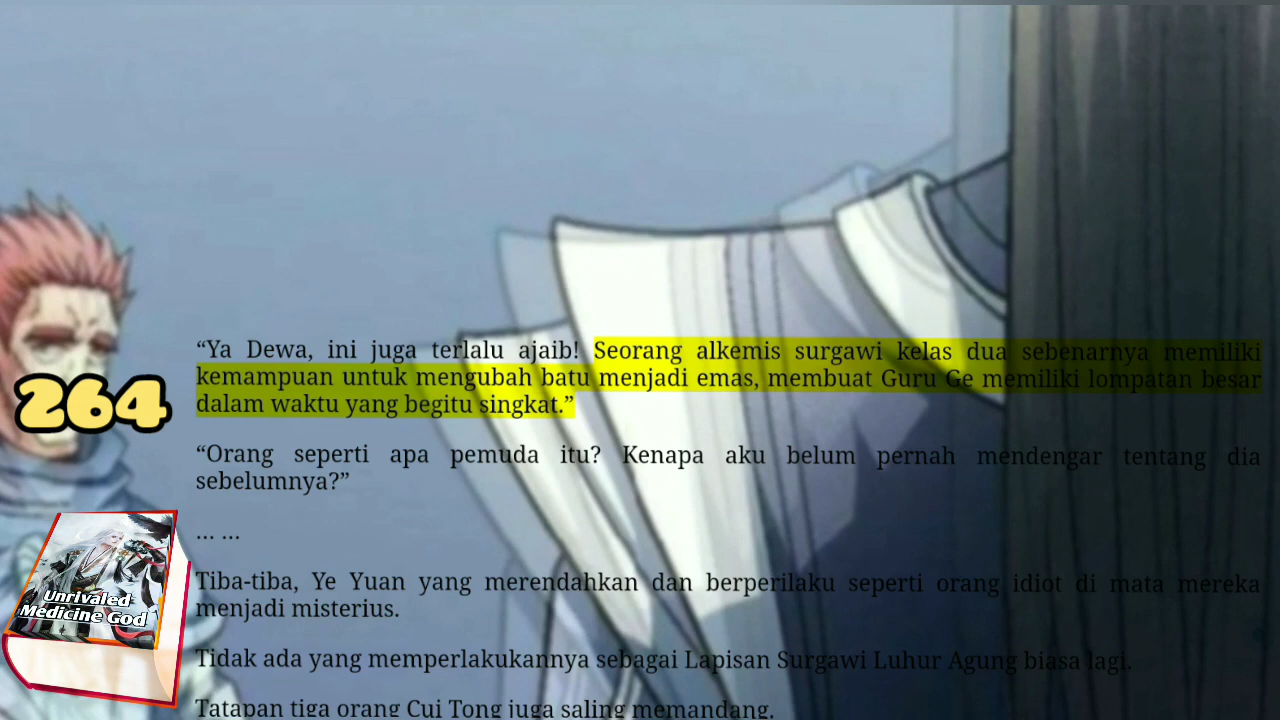 “Ya Dewa, ini juga terlalu ajaib! Seorang alkemis surgawi kelas dua sebenarnya memiliki
kemampuan untuk mengubah batu menjadi emas, membuat Guru Ge memiliki lompatan besar
dalam waktu yang begitu singkat.”
“Orang seperti apa pemuda itu? Kenapa aku belum pernah mendengar tentang dia
sebelumnya?”
... ...
Tiba-tiba, Ye Yuan yang merendahkan dan berperilaku seperti orang idiot di mata mereka
menjadi misterius.
Tidak ada yang memperlakukannya sebagai Lapisan Surgawi Luhur Agung biasa lagi.
Tatapan tiga orang Cui Tong juga saling memandang.
264
Unrivaled
Medicine God